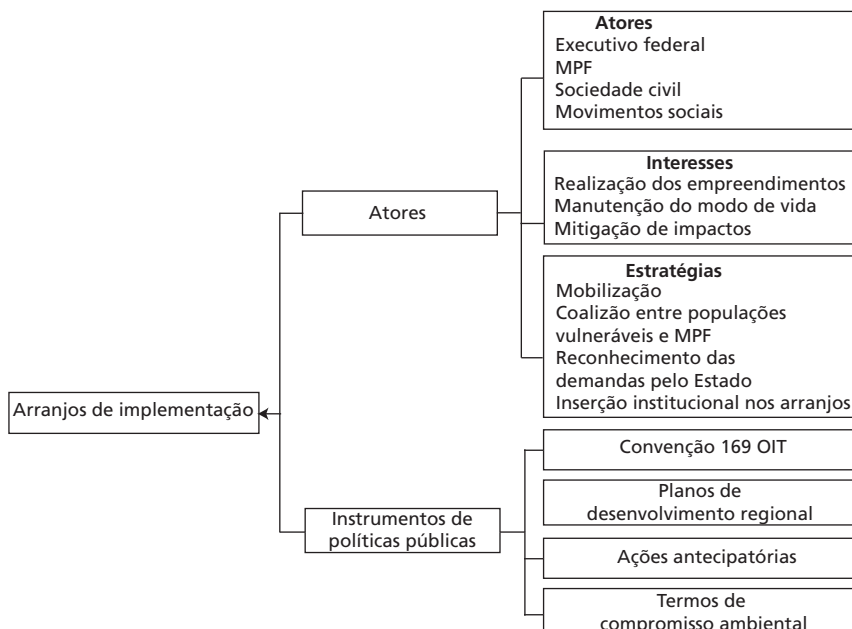 Atores
Executivo federal
MPF
Sociedade civil
Movimentos sociais
Interesses
Realização dos empreendimentos
Manutenção do modo de vida
Mitigação de impactos
Atores
Estratégias
Mobilização
Coalizão entre populações
vulneráveis e MPF
Reconhecimento das
demandas pelo Estado
Inserção institucional nos arranjos
Arranjos de implementação
Convenção 169 OIT
Planos de
desenvolvimento regional
Instrumentos de
políticas públicas
Ações antecipatórias
Termos de
compromisso ambiental